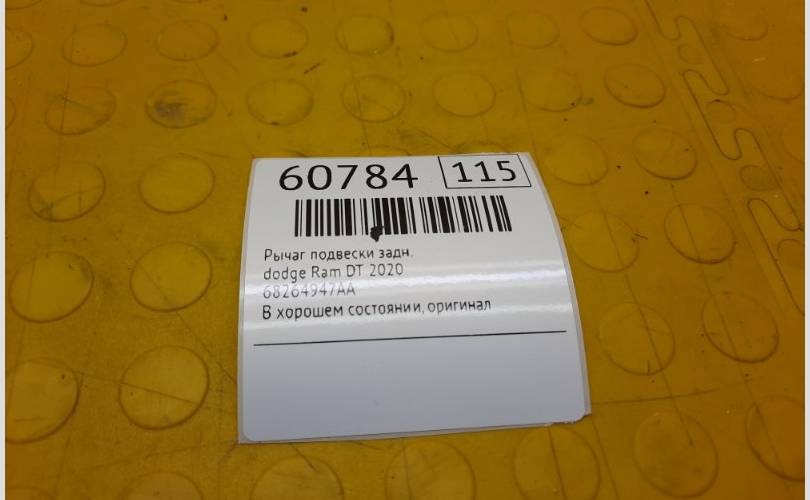 60784 115
Рычаг подвески задн.
dodge Ram DT 2020
68264947AA
В хорошем состоянии, оригинал